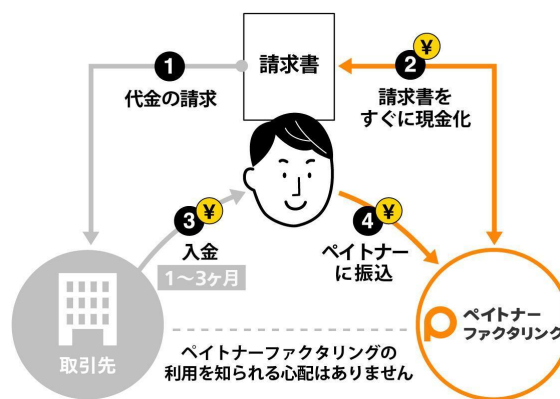 請求書
1
代金の請求
2 ¥
請求書を
すぐに現金化
3 ¥
入金
1〜3ヶ月
4 ¥
ペイトナー
に振込
取引先
ペイトナー
ファクタリング
ペイトナーファクタリングの
利用を知られる心配はありません